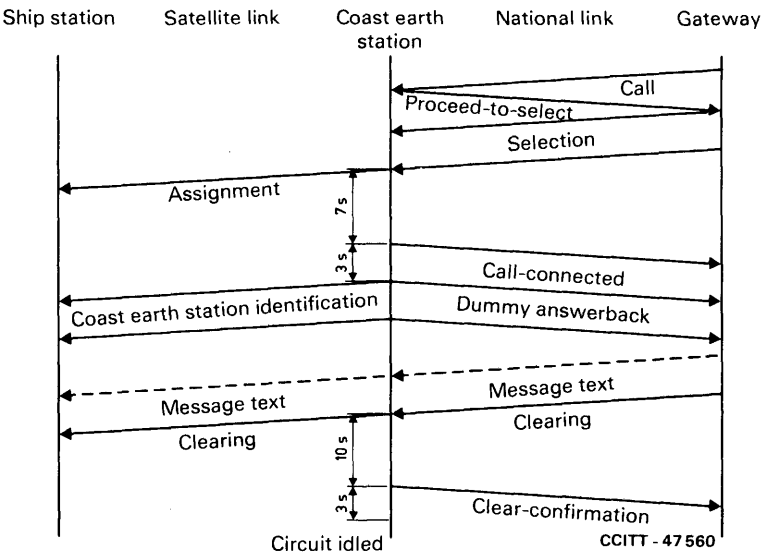 Ship station
Satellite link
Coast earth
station
National link
Gateway
Call
Proceed-to-select
Selection
Assignment
7 s
3 s
Call-connected
Coast earth station identification
Dummy answerback
Message text
Message text
Clearing
Clearing
10 s
3 s
Clear-confirmation
Circuit idled
CCITT - 47 560